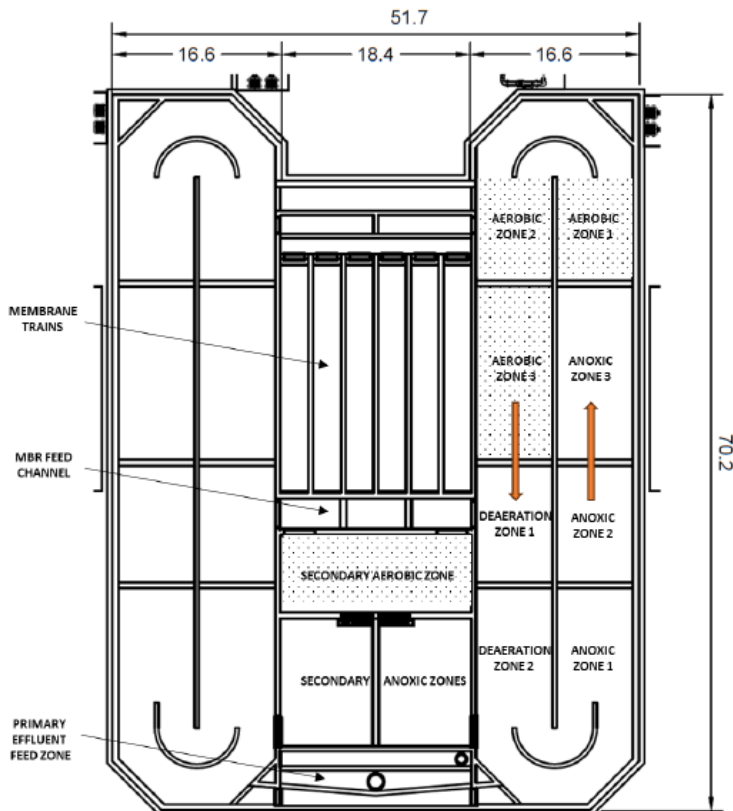 51.7
16.6
18.4
16.6
AEROBIC
ZONE 2
AEROBIC
ZONE 1
MEMBRANE
TRAINS
AEROBIC
ZONE 3
ANOXIC
ZONE 3
70.2
MBR FEED
CHANNEL
DEAERATION
ZONE 1
ANOXIC
ZONE 2
SECONDARY AEROBIC ZONE
SECONDARY
ANOXIC ZONES
DEAERATION
ZONE 2
ANOXIC
ZONE 1
PRIMARY
EFFLUENT
FEED ZONE